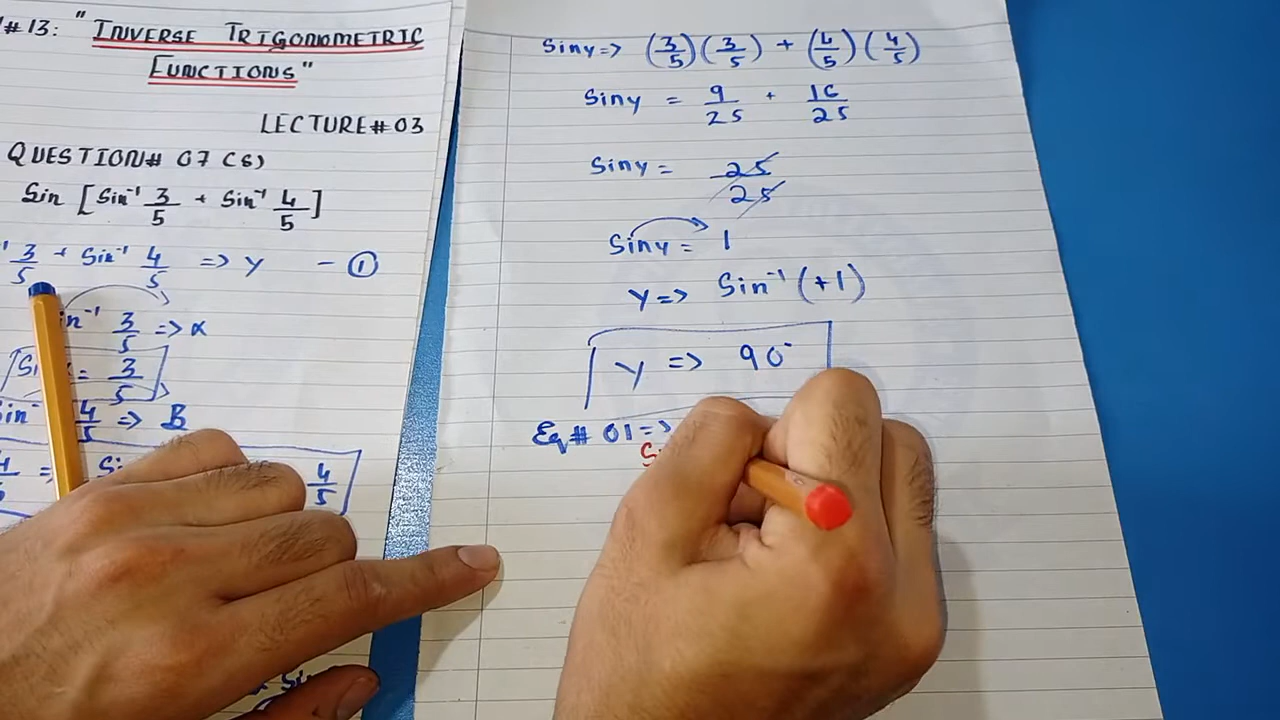 #13: "INVERSE TRIGONOMETRIC
FUNCTIONS"
LECTURE#03
QUESTION# 07(6)
Sin [Sin⁻¹ 3/5 + Sin⁻¹ 4/5]
3/5 + Sin⁻¹ 4/5 => y - ①
3/5 => α
= 3/5
4/5 => B
4/5
Siny=> (3/5)(3/5) + (4/5)(4/5)
Siny = 9/25 + 16/25
Siny = 25/25
Siny = 1
y=> Sin⁻¹(+1)
y => 90°
Eq# 01=>